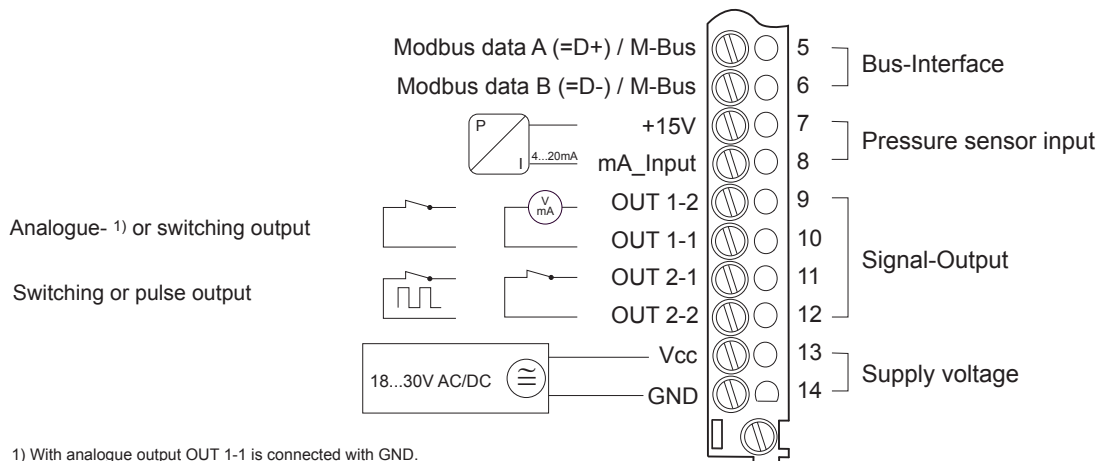 Modbus data A (=D+) / M-Bus 5
Bus-Interface
Modbus data B (=D-) / M-Bus 6
P +15V 7
Pressure sensor input
I 4...20mA mA_Input 8
V
mA OUT 1-2 9
Analogue- 1) or switching output
OUT 1-1 10
Signal-Output
OUT 2-1 11
Switching or pulse output
OUT 2-2 12
Vcc 13
18...30V AC/DC Supply voltage
GND 14
1) With analogue output OUT 1-1 is connected with GND.